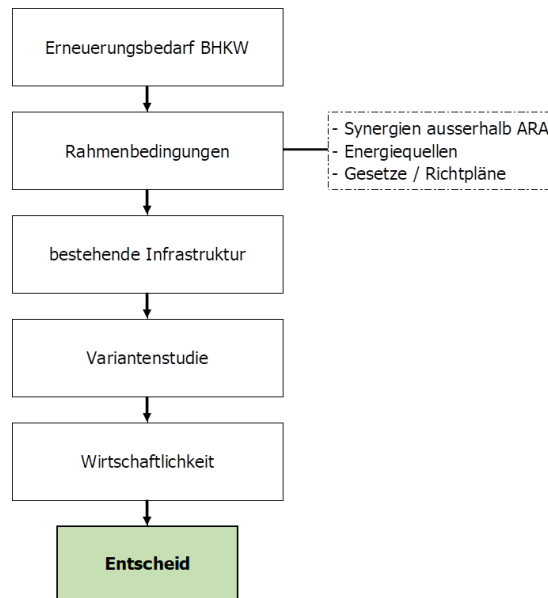 Erneuerungsbedarf BHKW
Rahmenbedingungen
- Synergien ausserhalb ARA
- Energiequellen
- Gesetze / Richtpläne
bestehende Infrastruktur
Variantenstudie
Wirtschaftlichkeit
Entscheid